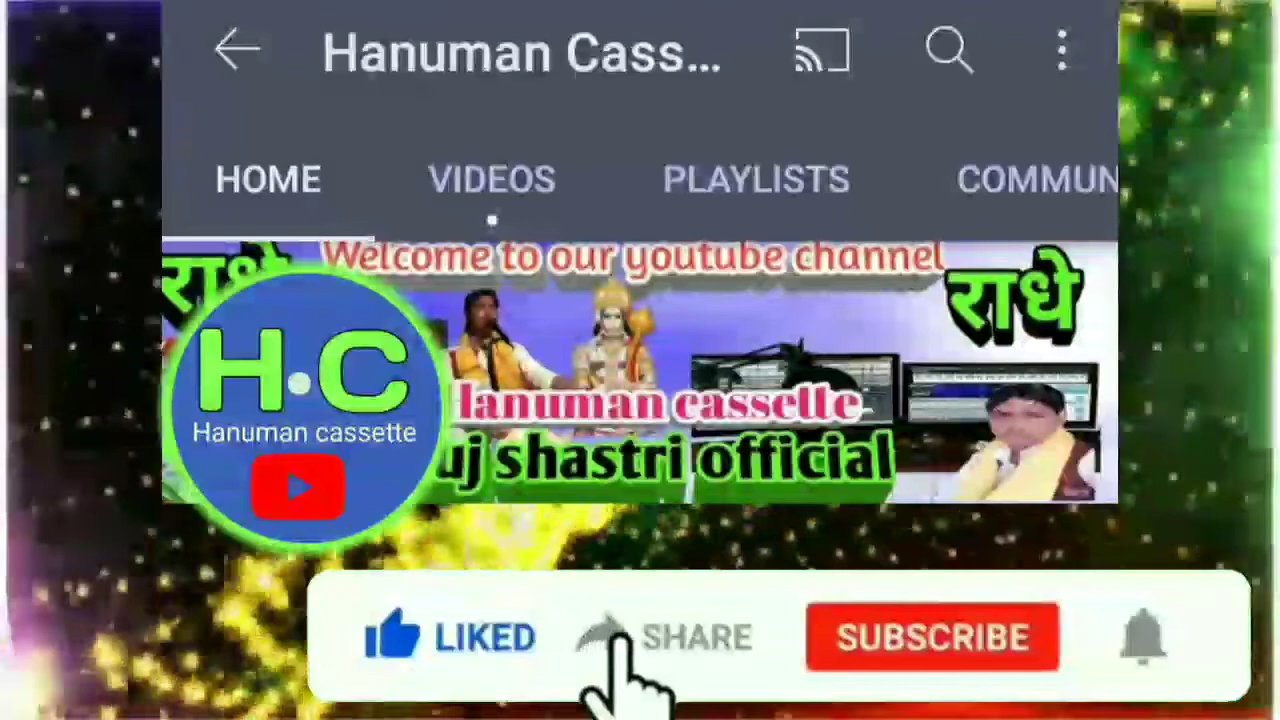 Hanuman Cass...
HOME VIDEOS PLAYLISTS COMMUN
Welcome to our youtube channel
राधे
राधे
H.C
Hanuman cassette
lanuman cassette
uj shastri official
LIKED SHARE SUBSCRIBE